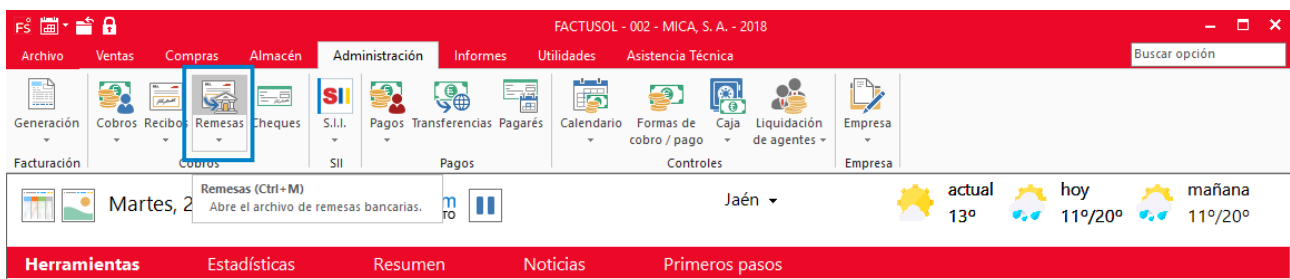 FS
FACTUSOL - 002 - MICA, S. A. - 2018
Archivo Ventas Compras Almacén Administración Informes Utilidades Asistencia Técnica Buscar opción
Generación Cobros Recibos Remesas Cheques S.I.I. Pagos Transferencias Pagarés Calendario Formas de cobro / pago Caja Liquidación de agentes Empresa
Facturación Cobros SII Pagos Controles Empresa
Remesas (Ctrl+M)
Abre el archivo de remesas bancarias.
Martes, 2
Jaén
actual hoy mañana
13º 11º/20º 11º/20º
Herramientas Estadísticas Resumen Noticias Primeros pasos